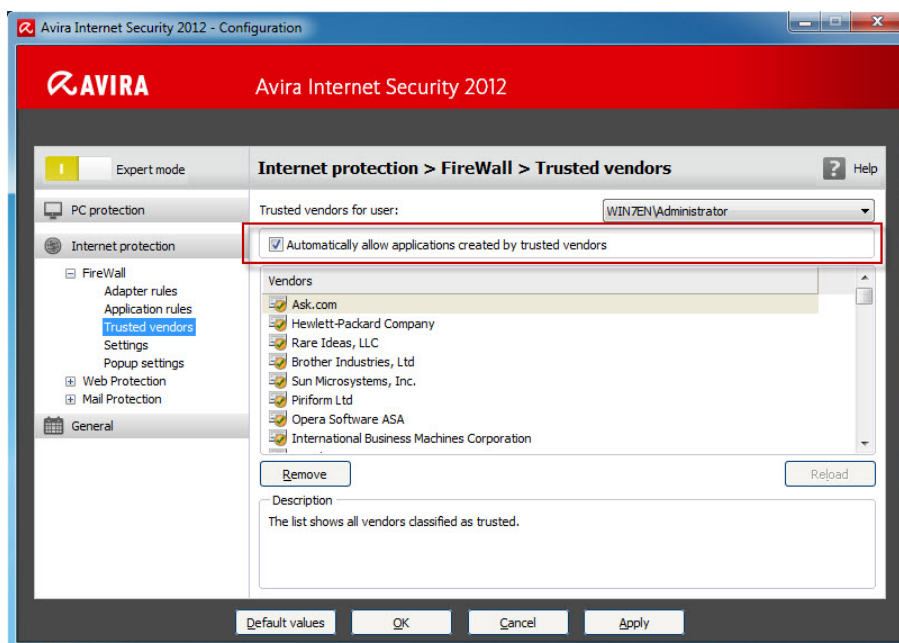 Avira Internet Security 2012 - Configuration
AVIRA
Avira Internet Security 2012
Expert mode
Internet protection > FireWall > Trusted vendors
Help
PC protection
Internet protection
FireWall
Adapter rules
Application rules
Trusted vendors
Settings
Popup settings
Web Protection
Mail Protection
General
Trusted vendors for user:
WIN7EN\Administrator
Automatically allow applications created by trusted vendors
Vendors
Ask.com
Hewlett-Packard Company
Rare Ideas, LLC
Brother Industries, Ltd
Sun Microsystems, Inc.
Piriform Ltd
Opera Software ASA
International Business Machines Corporation
Remove
Reload
Description
The list shows all vendors classified as trusted.
Default values
OK
Cancel
Apply